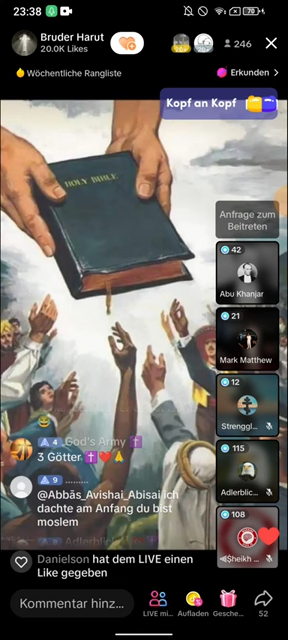 23:38
70%
Bruder Harut
20.0K Likes
246
Wöchentliche Rangliste
Erkunden
Kopf an Kopf
HOLY BIBLE
Anfrage zum
Beitreten
42
Abu Khanjar
21
Mark Matthew
12
Strenggl...
115
Adlerblic...
108
Sheikh ...
4 God's Army ✝️
3 Götter ✝️❤️🙏
9 .........
@Abbās_Avishai_Abisai ich
dachte am Anfang du bist
moslem
Adlerblick
Danielson hat dem LIVE einen
Like gegeben
Kommentar hinz...
LIVE mi...
Aufladen
Gesche...
52